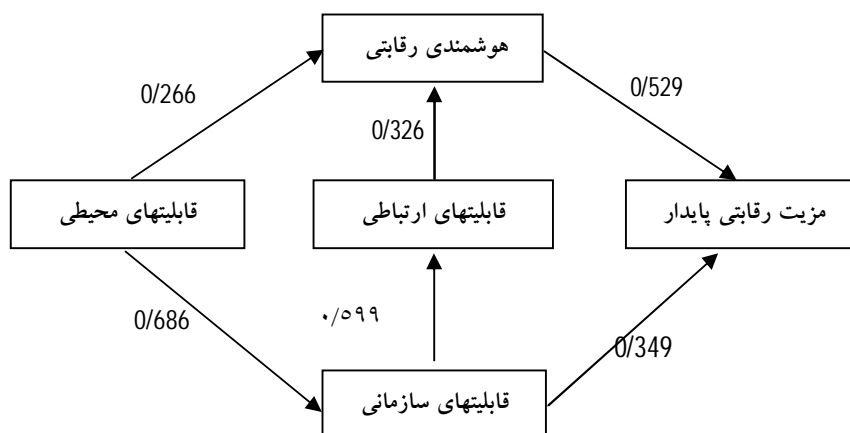 هوشمندی رقابتی
0/266
0/529
0/326
قابلیتهای محیطی
قابلیتهای ارتباطی
مزیت رقابتی پایدار
0/686
۰/۵۹۹
0/349
قابلیتهای سازمانی